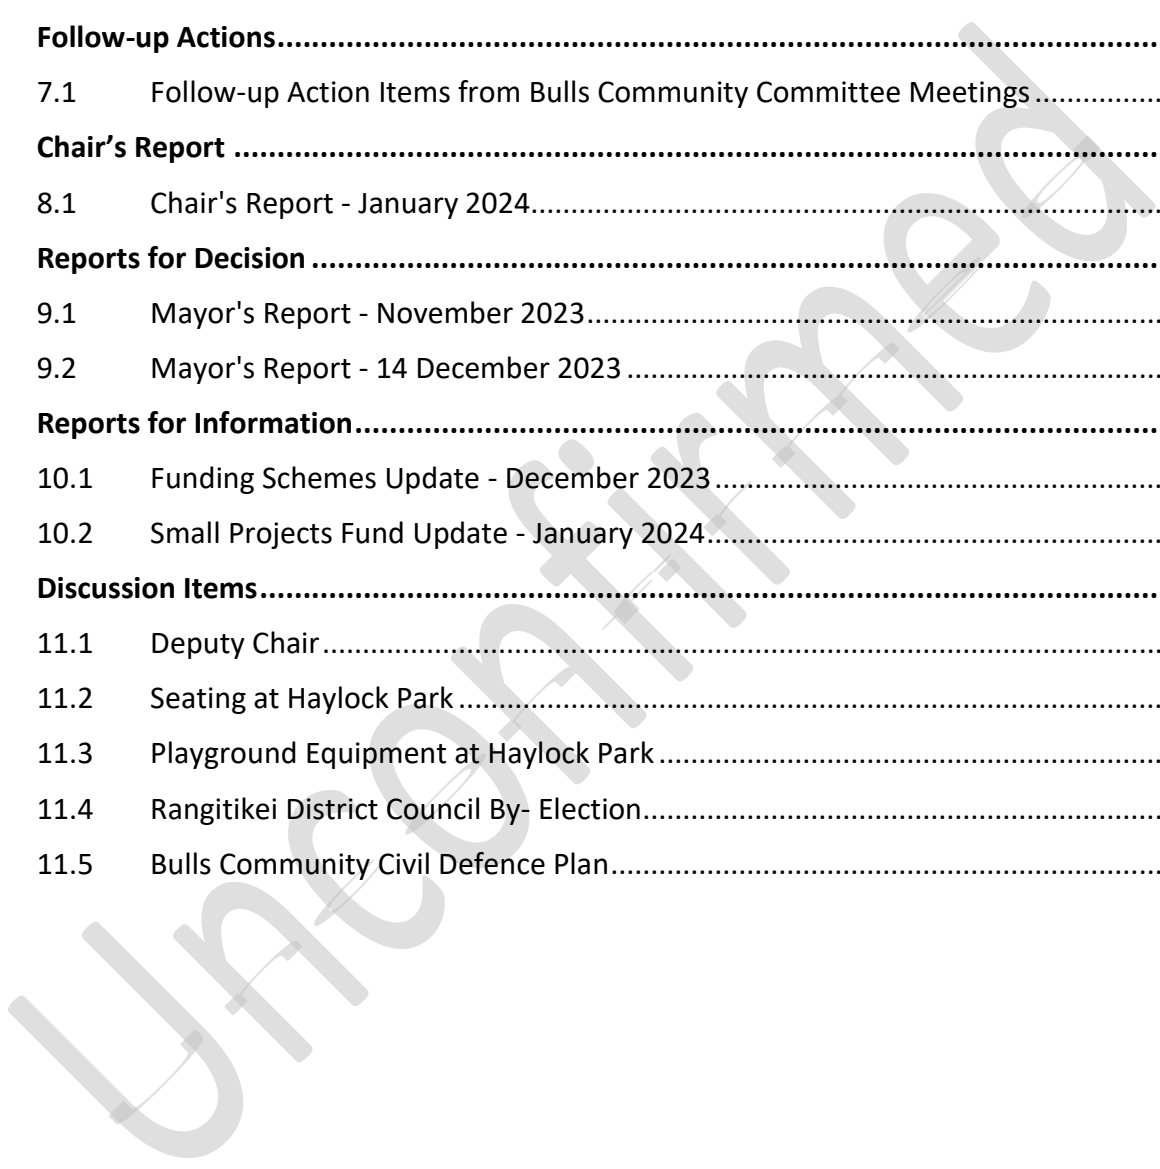 Follow-up Actions........................................................................................................
7.1 Follow-up Action Items from Bulls Community Committee Meetings................
Chair’s Report ..............................................................................................................
8.1 Chair's Report - January 2024...............................................................................
Reports for Decision ....................................................................................................
9.1 Mayor's Report - November 2023........................................................................
9.2 Mayor's Report - 14 December 2023...................................................................
Reports for Information...............................................................................................
10.1 Funding Schemes Update - December 2023.......................................................
10.2 Small Projects Fund Update - January 2024........................................................
Discussion Items...........................................................................................................
11.1 Deputy Chair..........................................................................................................
11.2 Seating at Haylock Park.........................................................................................
11.3 Playground Equipment at Haylock Park..............................................................
11.4 Rangitikei District Council By- Election................................................................
11.5 Bulls Community Civil Defence Plan....................................................................
Unconfirmed